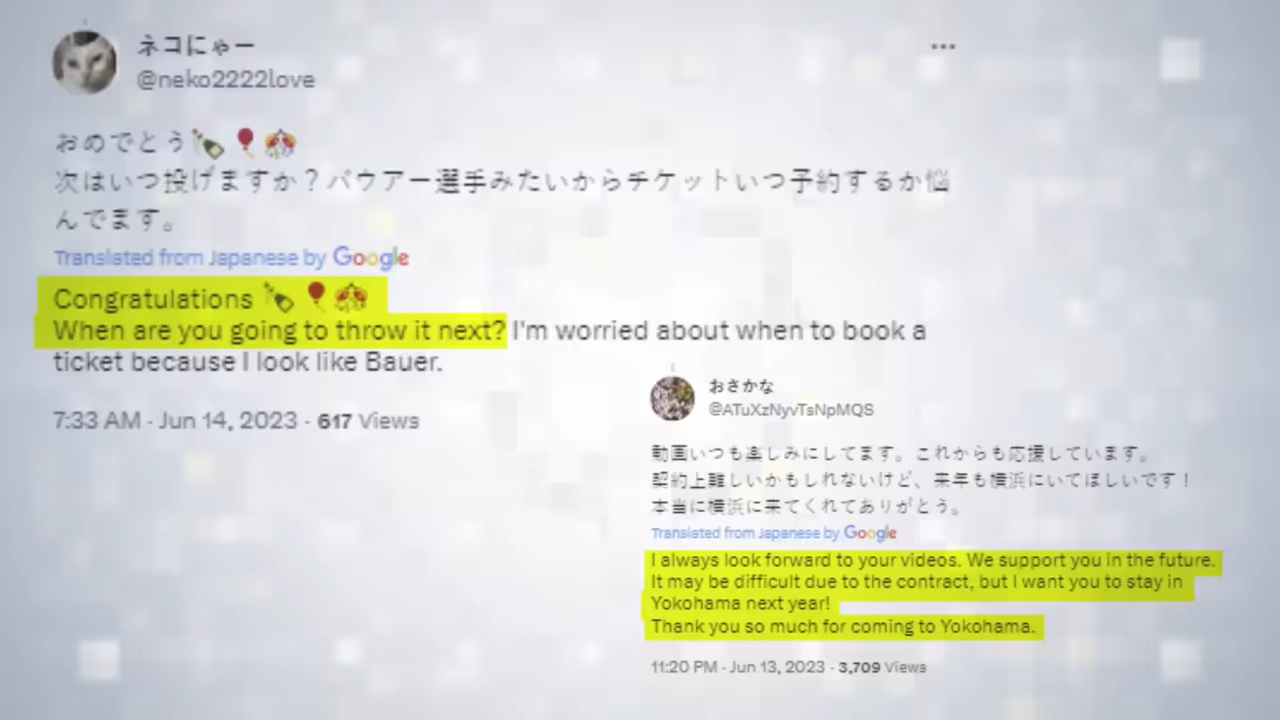 ネコにゃー
@neko2222love
おめでとう🍾🎈🎊
次はいつ投げますか？バウアー選手みたいからチケットいつ予約するか悩
んでます。
Translated from Japanese by Google
Congratulations 🍾🎈🎊
When are you going to throw it next? I'm worried about when to book a
ticket because I look like Bauer.
7:33 AM · Jun 14, 2023 · 617 Views
おさかな
@ATuXzNyvTsNpMQS
動画いつも楽しみにしてます。これからも応援しています。
契約上難しいかもしれないけど、来年も横浜にいてほしいです！
本当に横浜に来てくれてありがとう。
Translated from Japanese by Google
I always look forward to your videos. We support you in the future.
It may be difficult due to the contract, but I want you to stay in
Yokohama next year!
Thank you so much for coming to Yokohama.
11:20 PM · Jun 13, 2023 · 3,709 Views